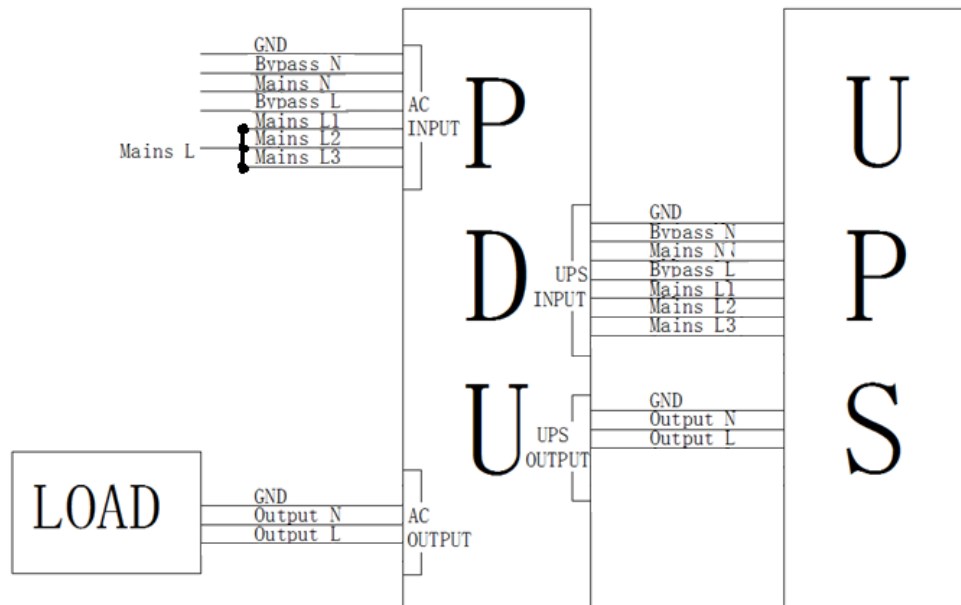 GND
Bypass N
Mains N
Bypass L
Mains L1
Mains L2
Mains L3
Mains L
AC
INPUT
P
D
U
U
P
S
UPS
INPUT
GND
Bypass N
Mains N
Bypass L
Mains L1
Mains L2
Mains L3
UPS
OUTPUT
GND
Output N
Output L
LOAD
GND
Output N
Output L
AC
OUTPUT